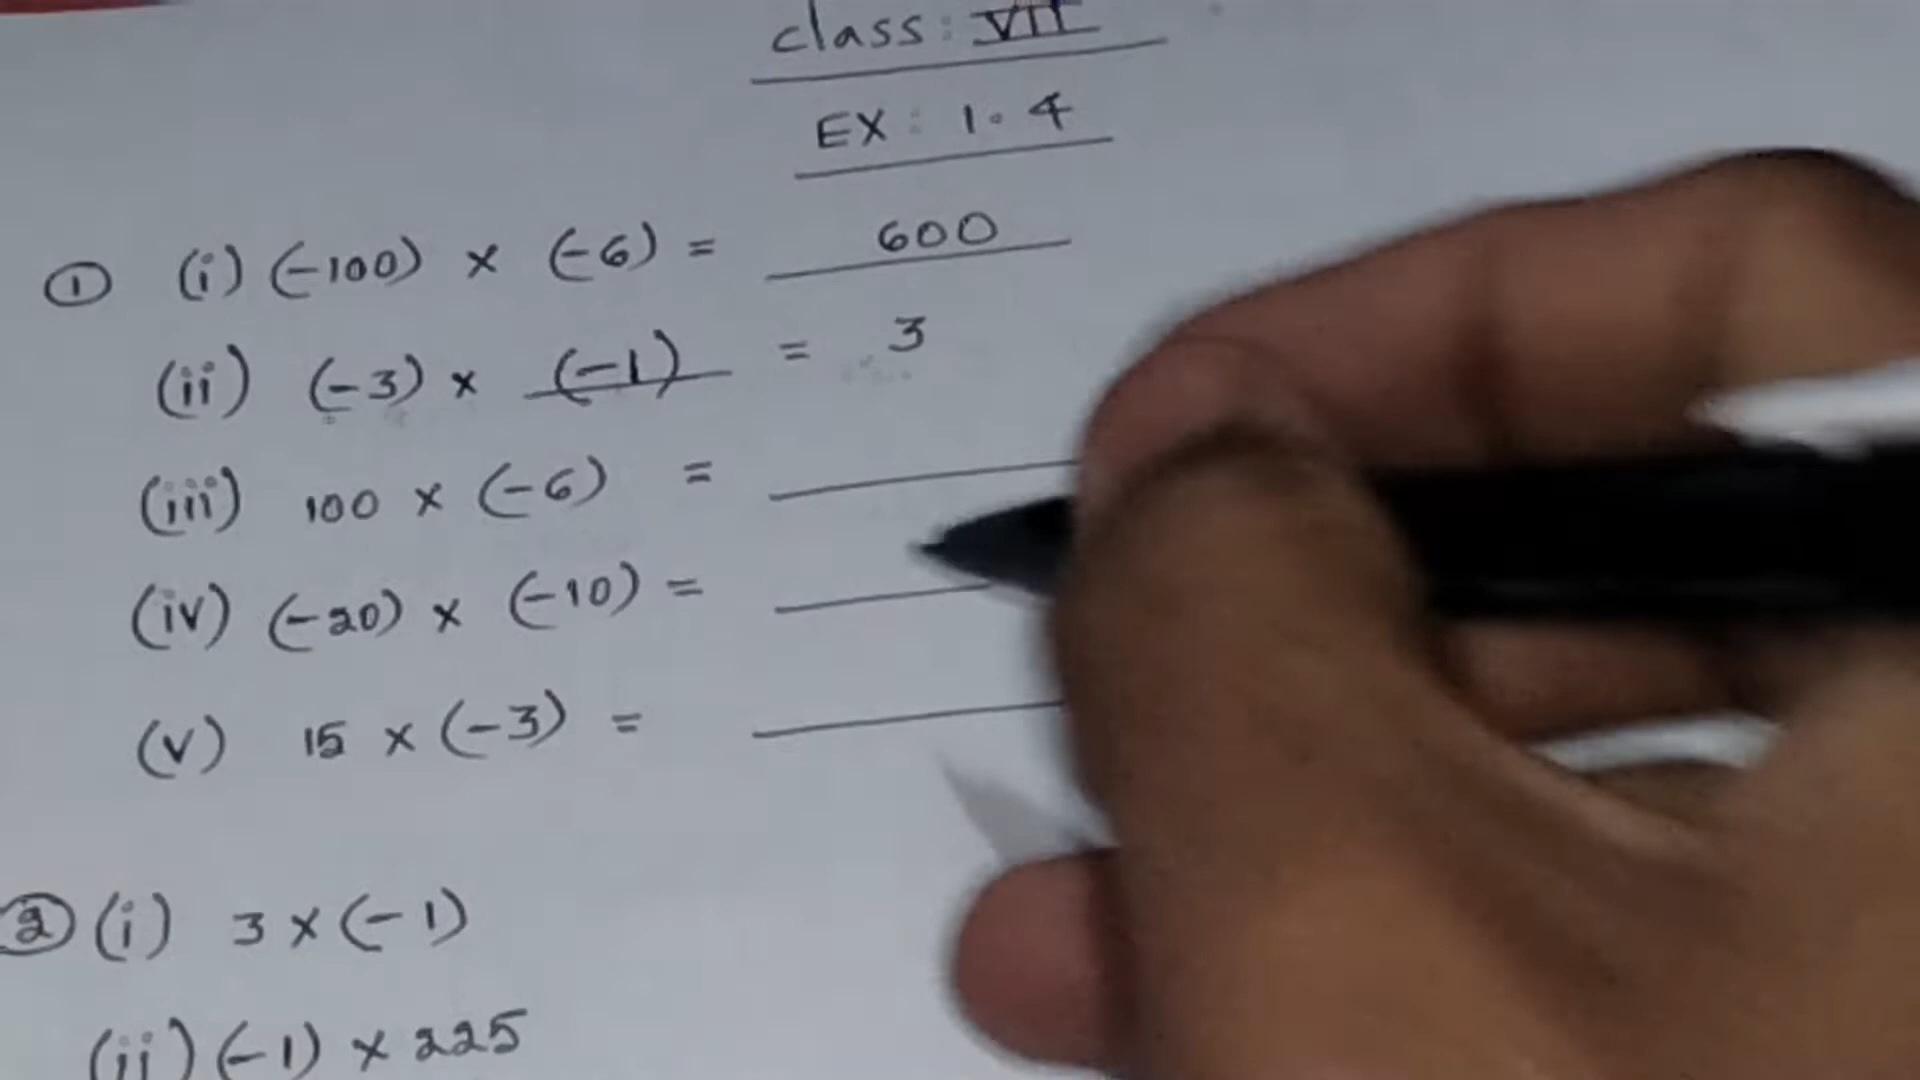 class: VII
EX: 1.4
① (i) (-100) × (-6) = 600
(ii) (-3) × (-1) = 3
(iii) 100 × (-6) =
(iv) (-20) × (-10) =
(v) 15 × (-3) =
② (i) 3 × (-1)
(ii) (-1) × 225